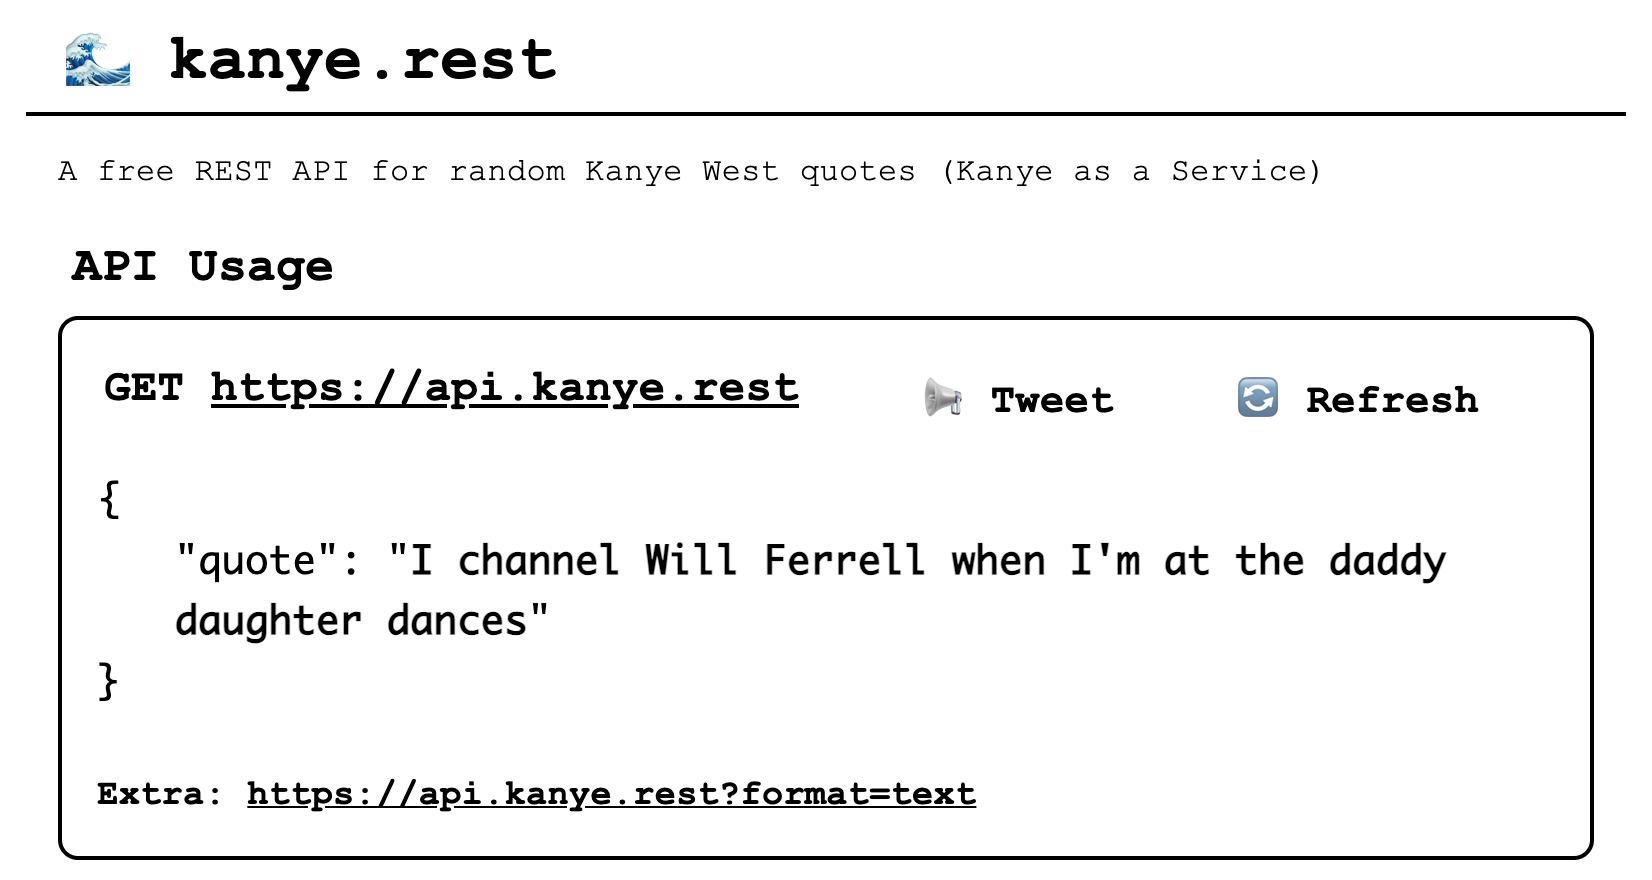 kanye.rest
A free REST API for random Kanye West quotes (Kanye as a Service)
API Usage
GET https://api.kanye.rest
Tweet
Refresh
{
"quote": "I channel Will Ferrell when I'm at the daddy
daughter dances"
}
Extra: https://api.kanye.rest?format=text